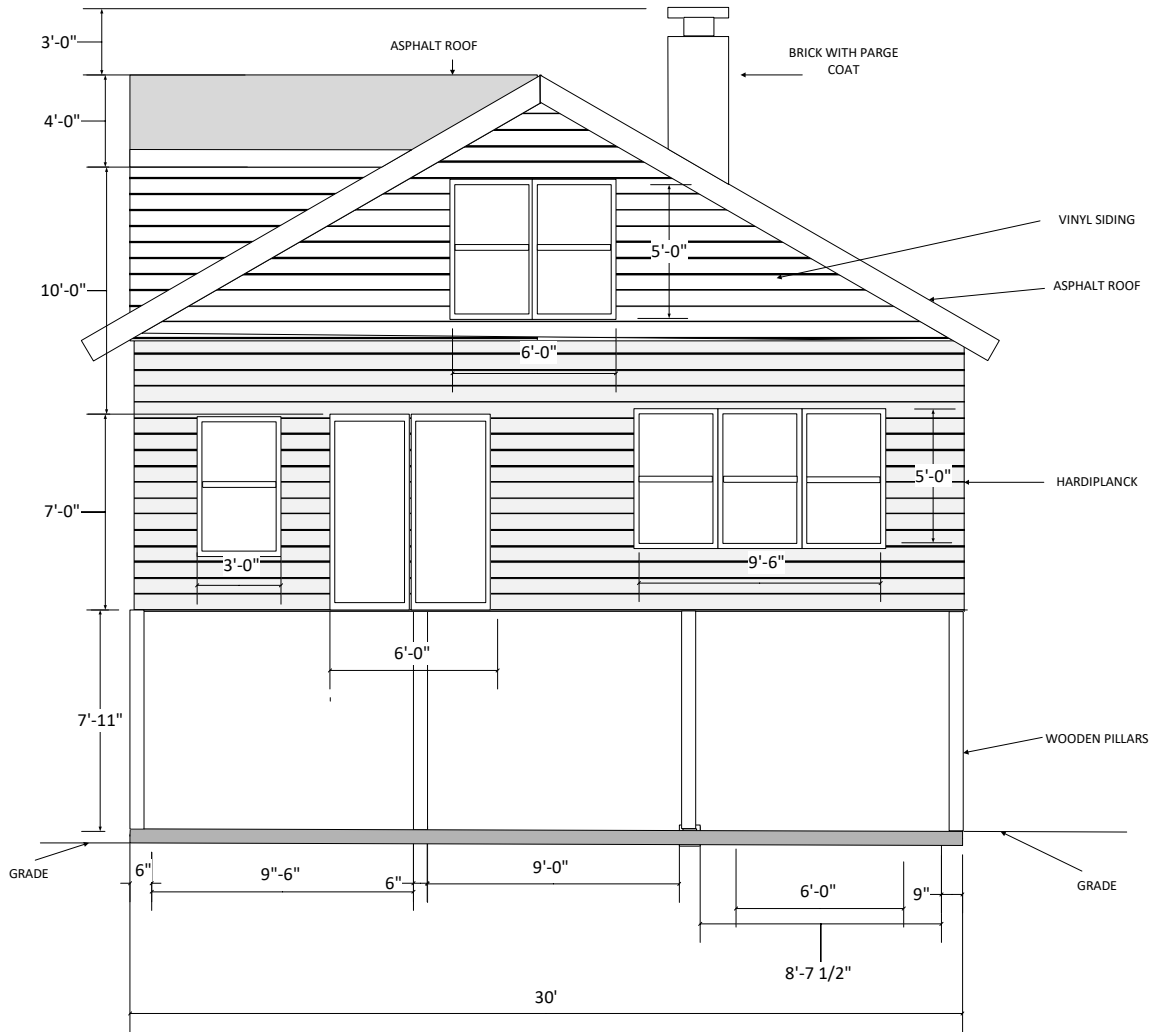 3'-0"
ASPHALT ROOF
BRICK WITH PARGE
COAT
4'-0"
VINYL SIDING
5'-0"
10'-0"
ASPHALT ROOF
6'-0"
5'-0"
HARDIPLANCK
7'-0"
3'-0"
9'-6"
6'-0"
7'-11"
WOODEN PILLARS
GRADE
6"
9"-6"
6"
9'-0"
6'-0"
9"
GRADE
8'-7 1/2"
30'